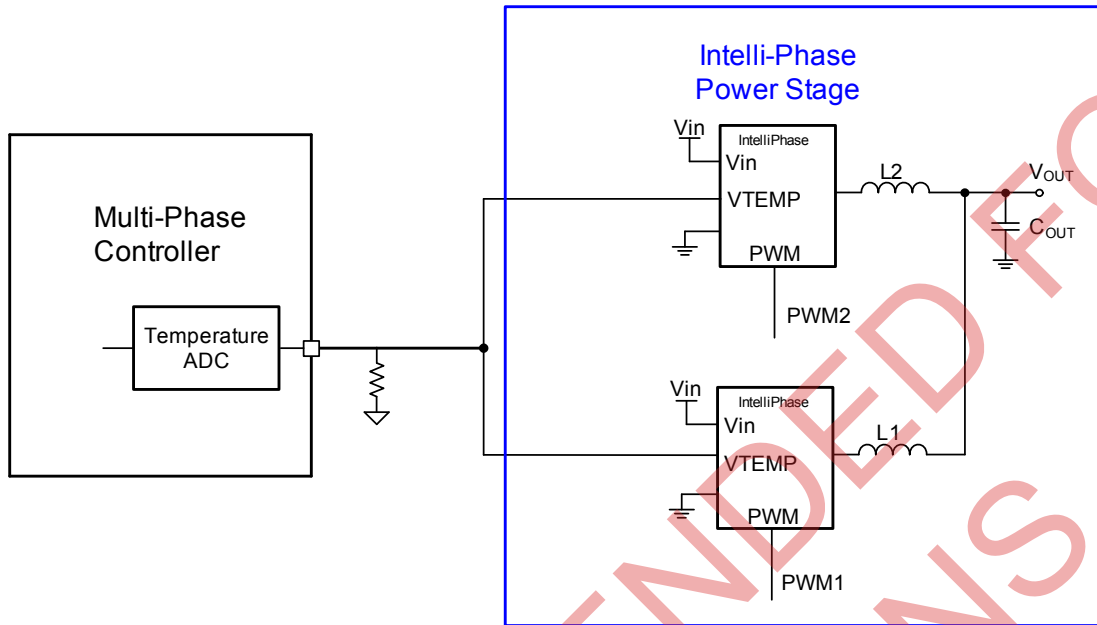 Intelli-Phase
Power Stage
Multi-Phase
Controller
Temperature
ADC
Vin
IntelliPhase
Vin
VTEMP
PWM
PWM2
L2
VOUT
COUT
Vin
IntelliPhase
Vin
VTEMP
PWM
PWM1
L1